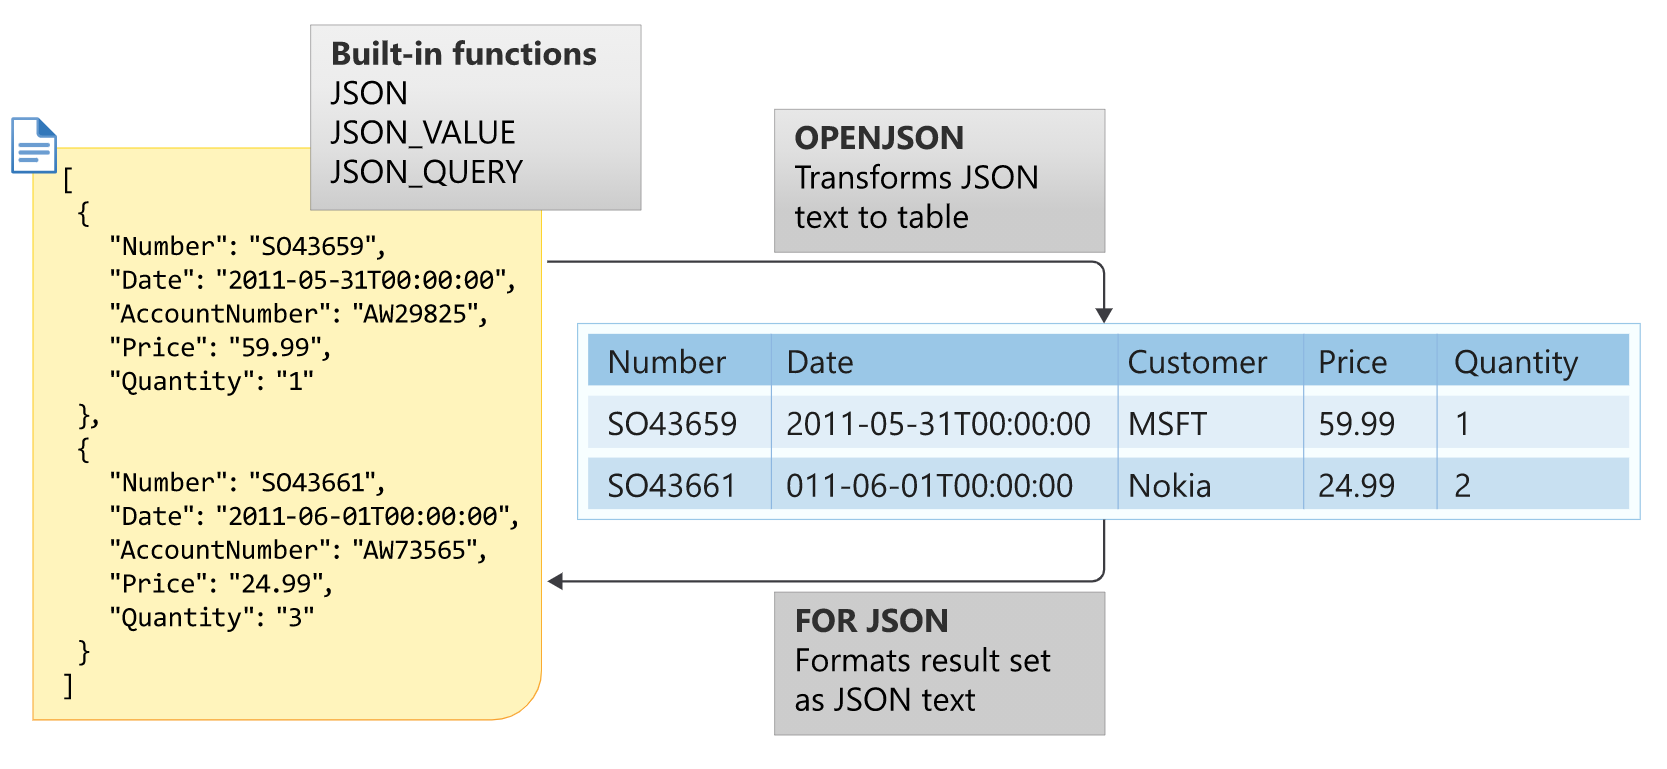 Built-in functions
JSON
JSON_VALUE
JSON_QUERY
[
{
"Number": "SO43659",
"Date": "2011-05-31T00:00:00",
"AccountNumber": "AW29825",
"Price": "59.99",
"Quantity": "1"
},
{
"Number": "SO43661",
"Date": "2011-06-01T00:00:00",
"AccountNumber": "AW73565",
"Price": "24.99",
"Quantity": "3"
}
]
OPENJSON
Transforms JSON
text to table
Number Date Customer Price Quantity
SO43659 2011-05-31T00:00:00 MSFT 59.99 1
SO43661 011-06-01T00:00:00 Nokia 24.99 2
FOR JSON
Formats result set
as JSON text